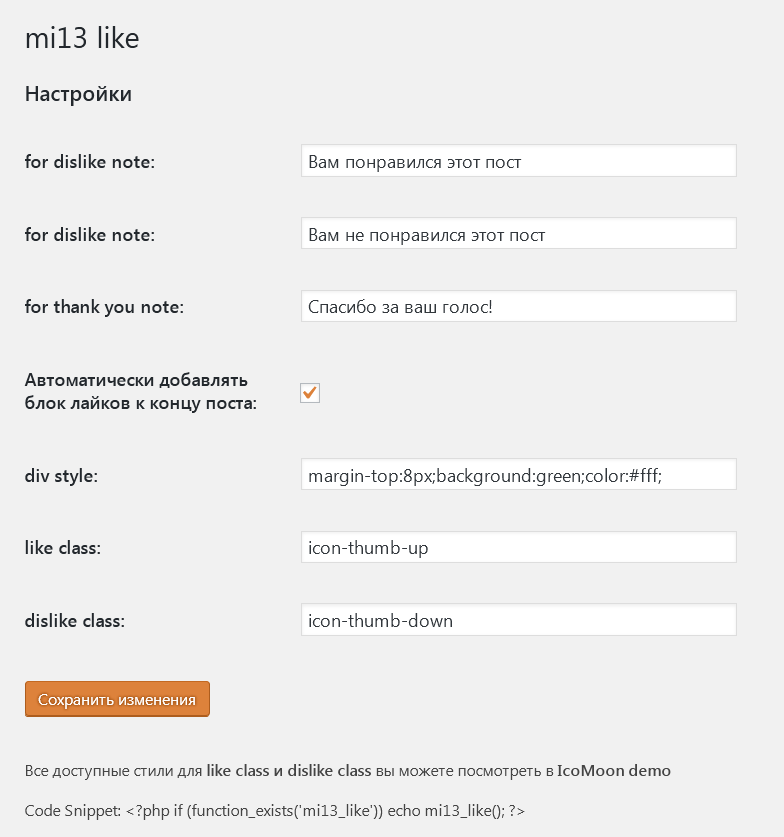 mi13 like
Настройки
for dislike note: Вам понравился этот пост
for dislike note: Вам не понравился этот пост
for thank you note: Спасибо за ваш голос!
Автоматически добавлять
блок лайков к концу поста:
div style: margin-top:8px;background:green;color:#fff;
like class: icon-thumb-up
dislike class: icon-thumb-down
Сохранить изменения
Все доступные стили для like class и dislike class вы можете посмотреть в IcoMoon demo
Code Snippet: <?php if (function_exists('mi13_like')) echo mi13_like(); ?>